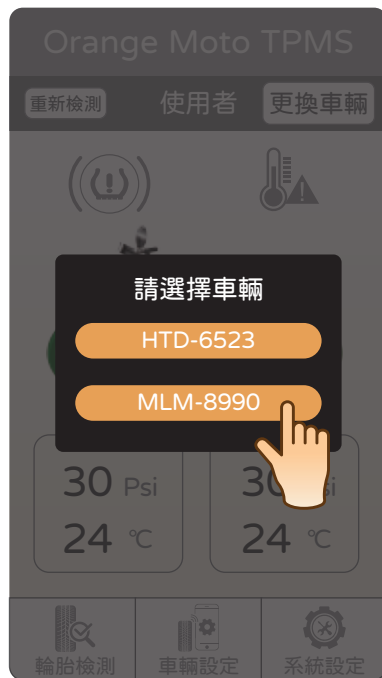 Orange Moto TPMS
重新檢測 使用者 更換車輛
請選擇車輛
HTD-6523
MLM-8990
30 Psi 30 si
24 ℃ 24 ℃
輪胎檢測 車輛設定 系統設定